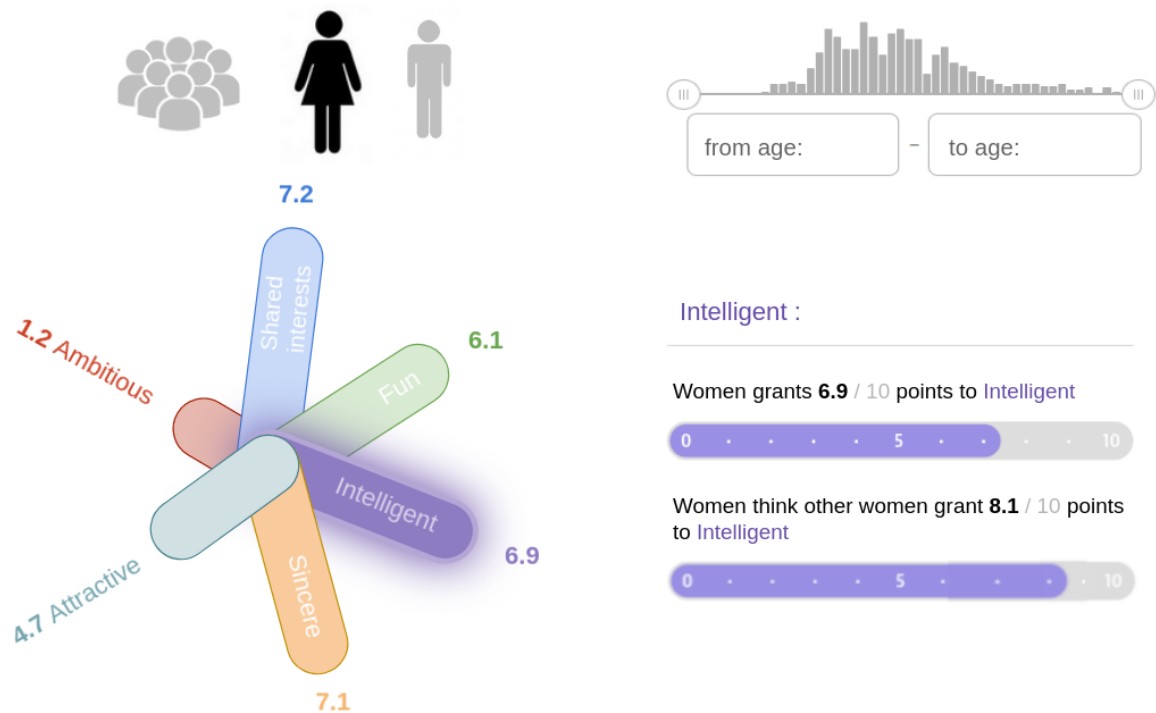 from age:
–
to age:
7.2
Shared
interests
6.1
Fun
1.2 Ambitious
Intelligent
6.9
Sincere
7.1
4.7 Attractive
Intelligent :
Women grants 6.9 / 10 points to Intelligent
0 5 10
Women think other women grant 8.1 / 10 points
to Intelligent
0 5 10